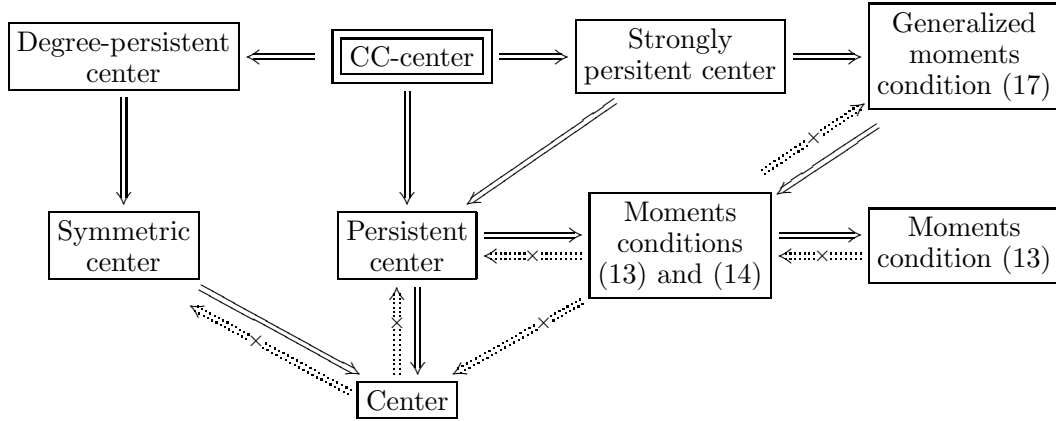 Degree-persistent
center
CC-center
Strongly
persitent center
Generalized
moments
condition (17)
Symmetric
center
Persistent
center
Moments
conditions
(13) and (14)
Moments
condition (13)
Center